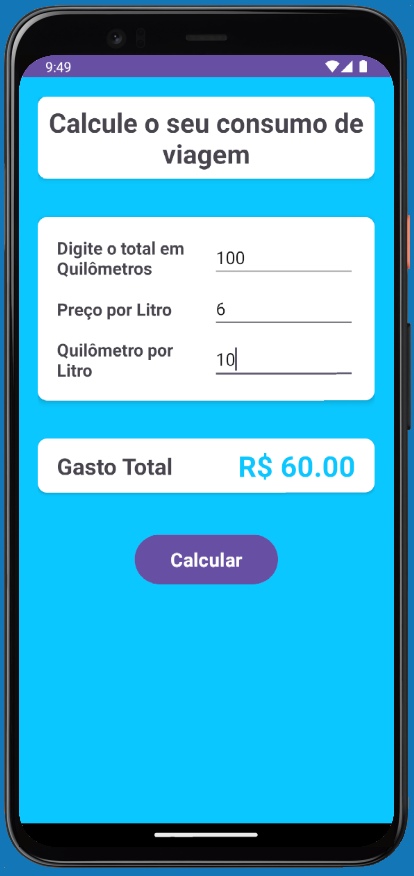 9:49
Calcule o seu consumo de
viagem
Digite o total em
Quilômetros
100
Preço por Litro
6
Quilômetro por
Litro
10
Gasto Total
R$ 60.00
Calcular